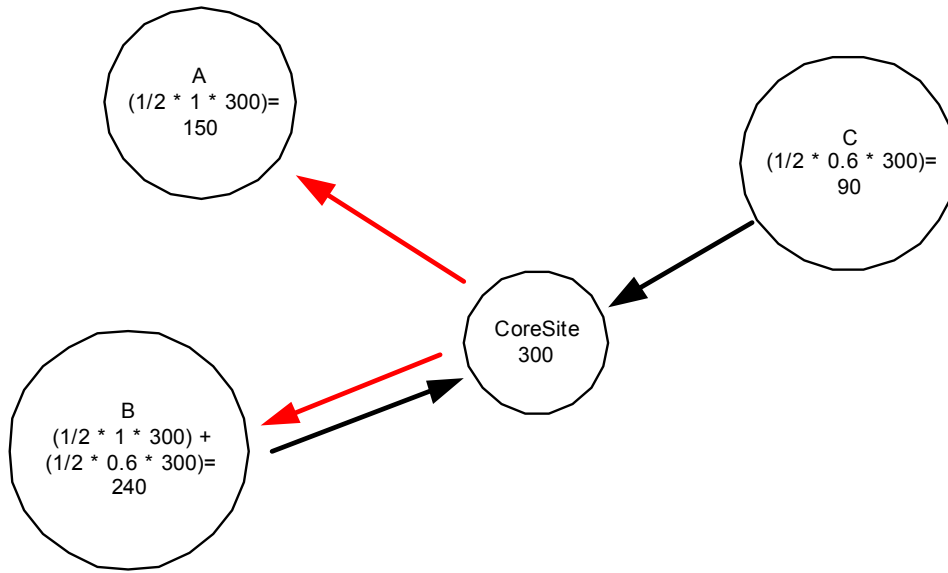 A
(1/2 * 1 * 300)=
150
C
(1/2 * 0.6 * 300)=
90
CoreSite
300
B
(1/2 * 1 * 300) +
(1/2 * 0.6 * 300)=
240